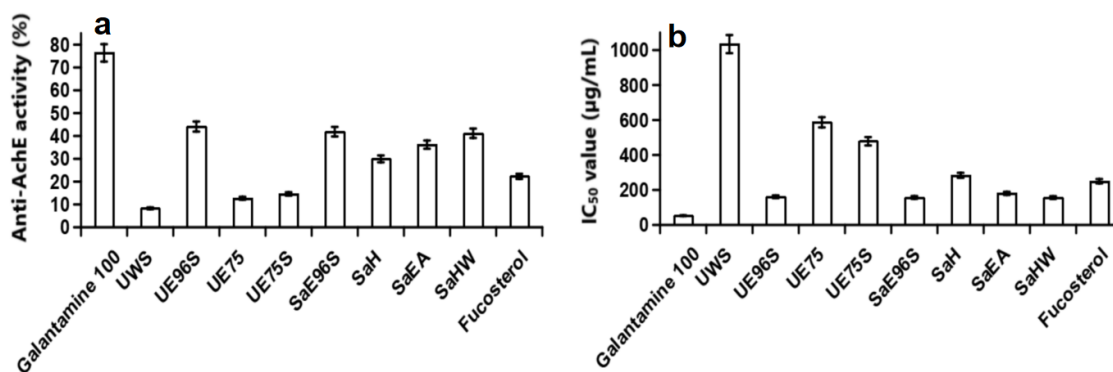 a
Anti-AchE activity (%)
80
70
60
50
40
30
20
10
0
Galantamine 100
UWS
UE96S
UE75
UE75S
SaE96S
SaH
SaEA
SaHW
Fucosterol
b
IC₅₀ value (µg/mL)
1000
800
600
400
200
0
Galantamine 100
UWS
UE96S
UE75
UE75S
SaE96S
SaH
SaEA
SaHW
Fucosterol